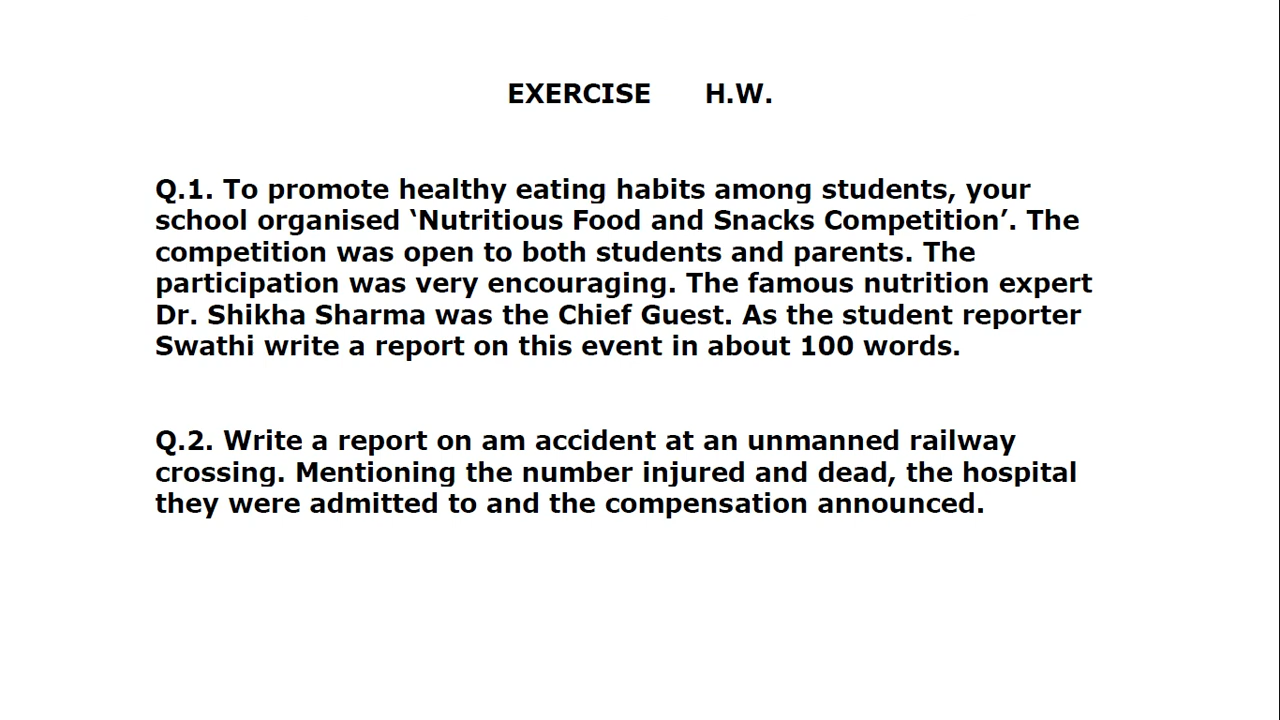 EXERCISE H.W.
Q.1. To promote healthy eating habits among students, your
school organised ‘Nutritious Food and Snacks Competition’. The
competition was open to both students and parents. The
participation was very encouraging. The famous nutrition expert
Dr. Shikha Sharma was the Chief Guest. As the student reporter
Swathi write a report on this event in about 100 words.
Q.2. Write a report on am accident at an unmanned railway
crossing. Mentioning the number injured and dead, the hospital
they were admitted to and the compensation announced.